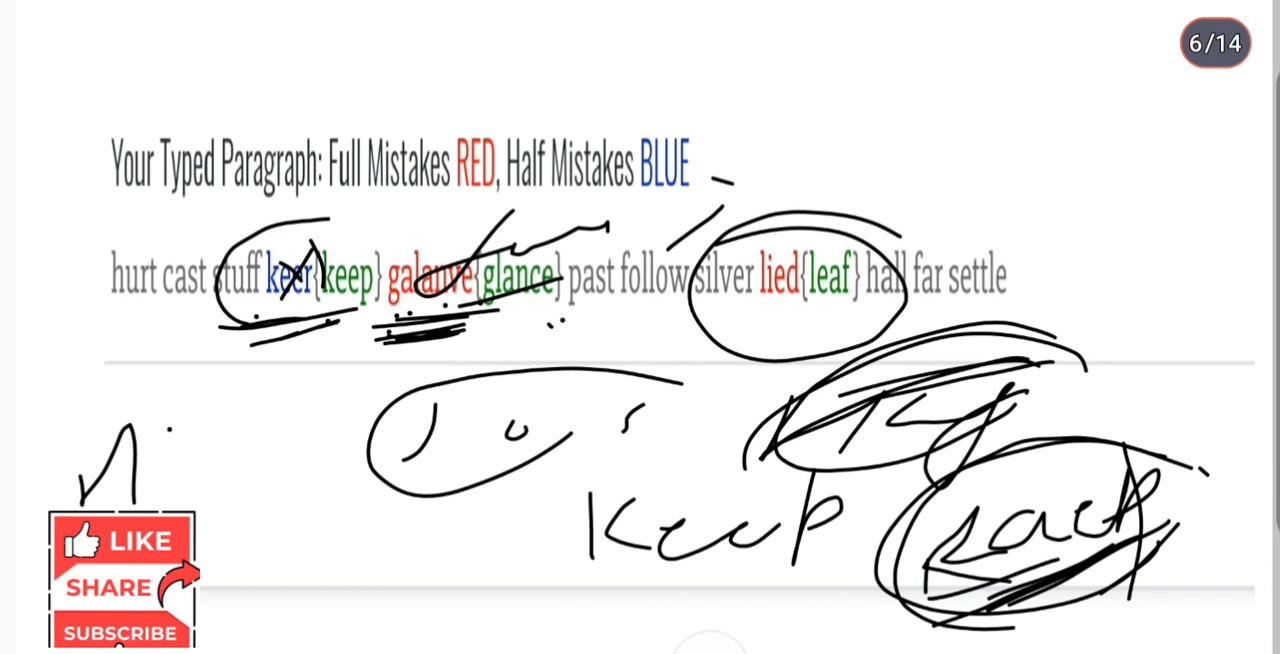 6/14
Your Typed Paragraph: Full Mistakes RED, Half Mistakes BLUE
hurt cast stuff keer{keep} galanve{glance} past follow silver lied{leaf} hall far settle
Keep
LIKE
SHARE
SUBSCRIBE